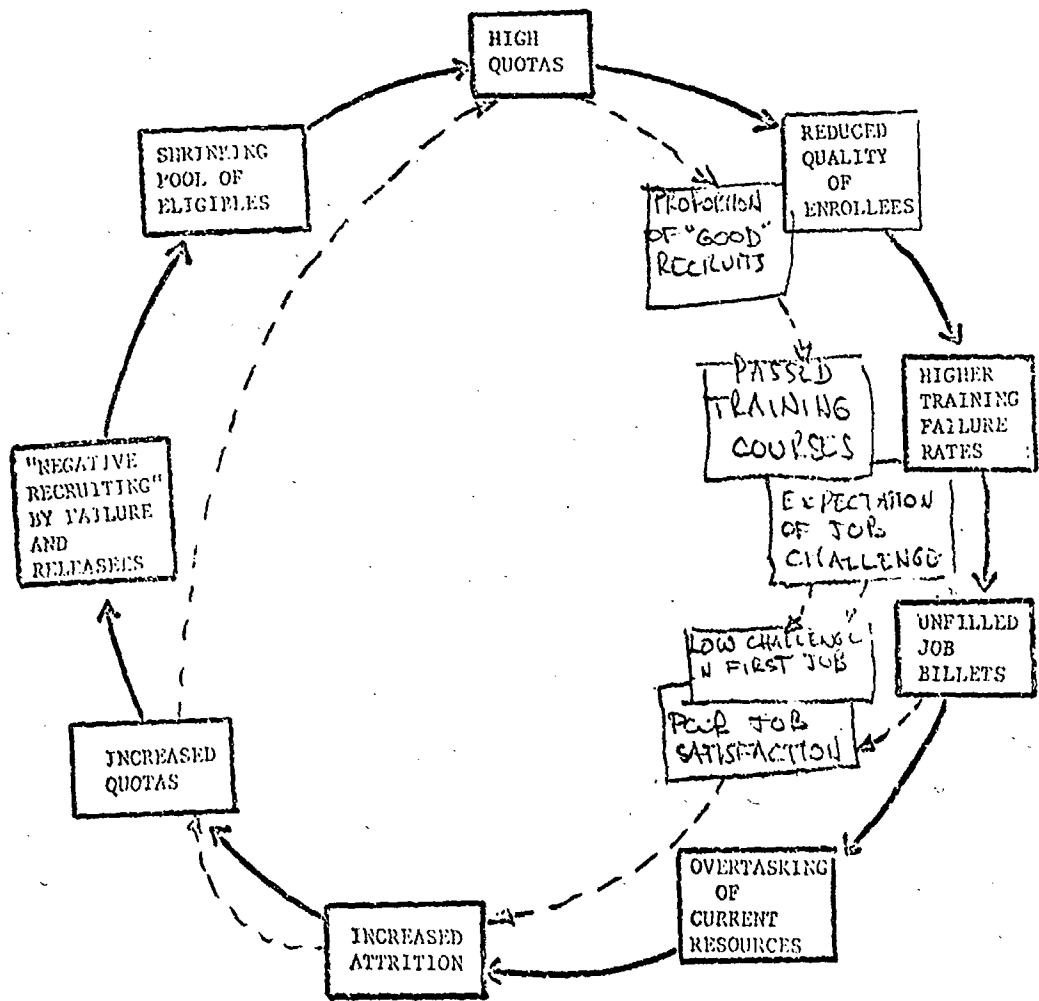 HIGH
QUOTAS
REDUCED
QUALITY
OF
ENROLLEES
PROPORTION
OF "GOOD"
RECRUITS
PASSED
TRAINING
COURSES
HIGHER
TRAINING
FAILURE
RATES
EXPECTATION
OF JOB
CHALLENGE
UNFILLED
JOB
BILLETS
LOW CHALLENGE
IN FIRST JOB
POOR JOB
SATISFACTION
OVERTASKING
OF
CURRENT
RESOURCES
INCREASED
ATTRITION
INCREASED
QUOTAS
"NEGATIVE
RECRUITING"
BY FAILURE
AND
RELEASEES
SHRINKING
POOL OF
ELIGIBLES